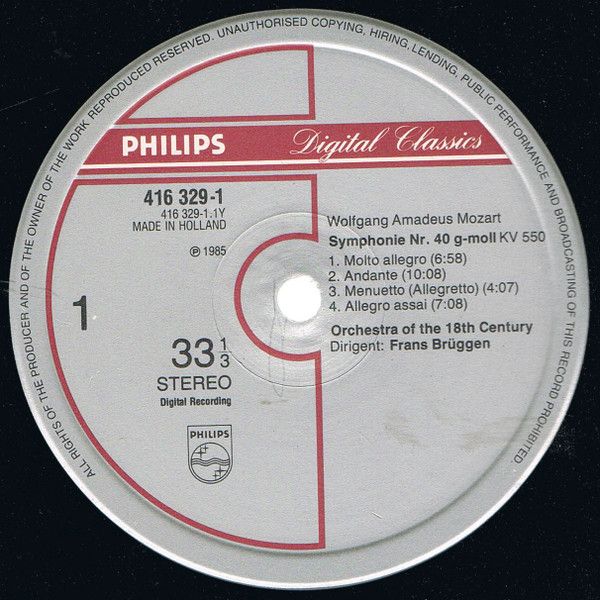 ALL RIGHTS OF THE PRODUCER AND OF THE OWNER OF THE WORK REPRODUCED RESERVED. UNAUTHORISED COPYING, HIRING, LENDING, PUBLIC PERFORMANCE AND BROADCASTING OF THIS RECORD PROHIBITED.
PHILIPS Digital Classics
416 329-1
416 329-1.1Y
MADE IN HOLLAND
℗ 1985
1
33 1/3
STEREO
Digital Recording
PHILIPS
Wolfgang Amadeus Mozart
Symphonie Nr. 40 g-moll KV 550
1. Molto allegro (6:58)
2. Andante (10:08)
3. Menuetto (Allegretto) (4:07)
4. Allegro assai (7:08)
Orchestra of the 18th Century
Dirigent: Frans Brüggen